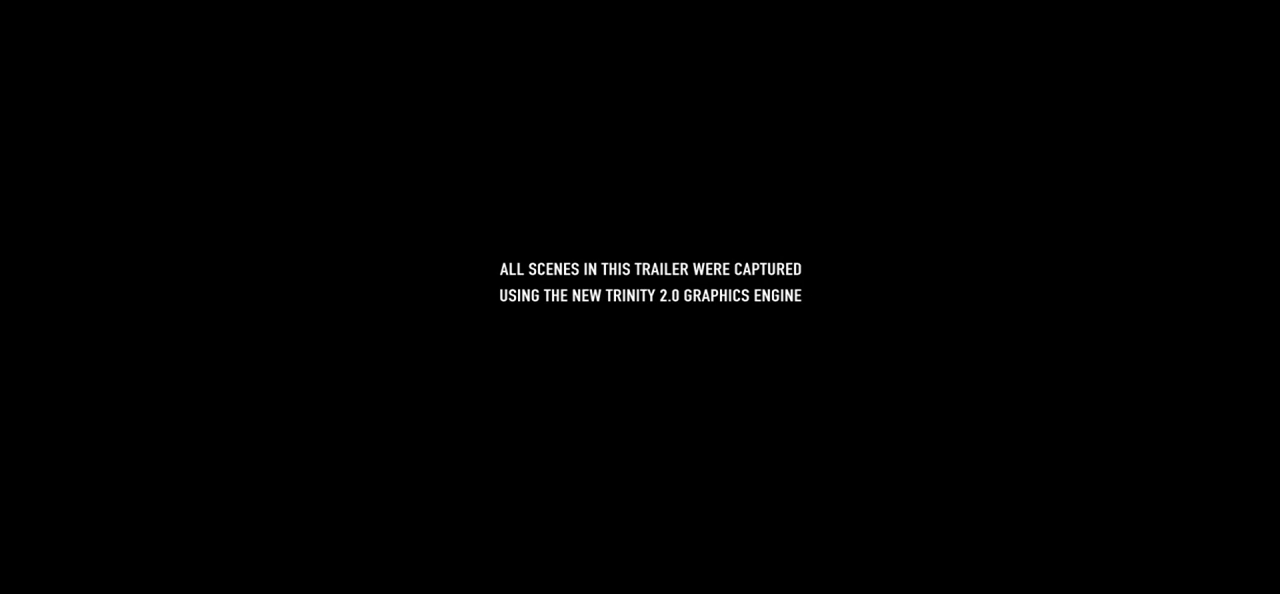 ALL SCENES IN THIS TRAILER WERE CAPTURED
USING THE NEW TRINITY 2.0 GRAPHICS ENGINE